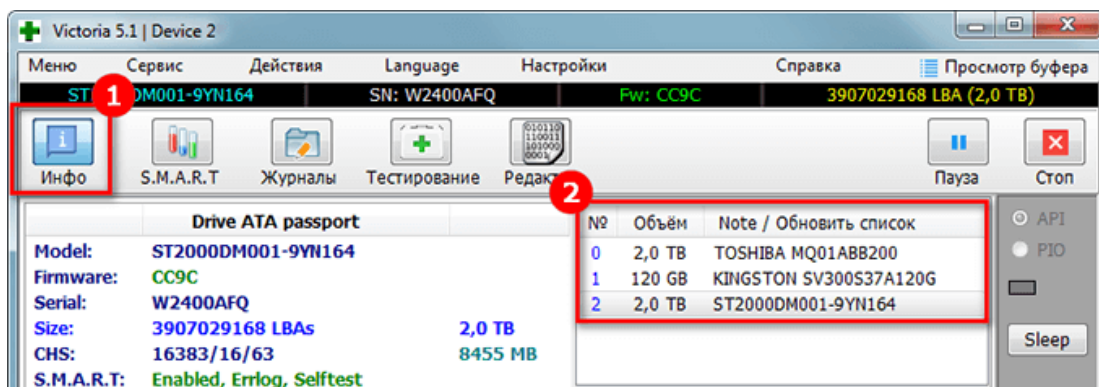 Victoria 5.1 | Device 2
Меню Сервис Действия Language Настройки Справка Просмотр буфера
ST DM001-9YN164 SN: W2400AFQ Fw: CC9C 3907029168 LBA (2,0 TB)
1
Инфо S.M.A.R.T Журналы Тестирование Редакт Пауза Стоп
2
Drive ATA passport
№ Объём Note / Обновить список
API
Model: ST2000DM001-9YN164
0 2,0 TB TOSHIBA MQ01ABB200
PIO
Firmware: CC9C
1 120 GB KINGSTON SV300S37A120G
Serial: W2400AFQ
2 2,0 TB ST2000DM001-9YN164
Size: 3907029168 LBAs 2,0 TB
Sleep
CHS: 16383/16/63 8455 MB
S.M.A.R.T: Enabled, Errlog, Selftest